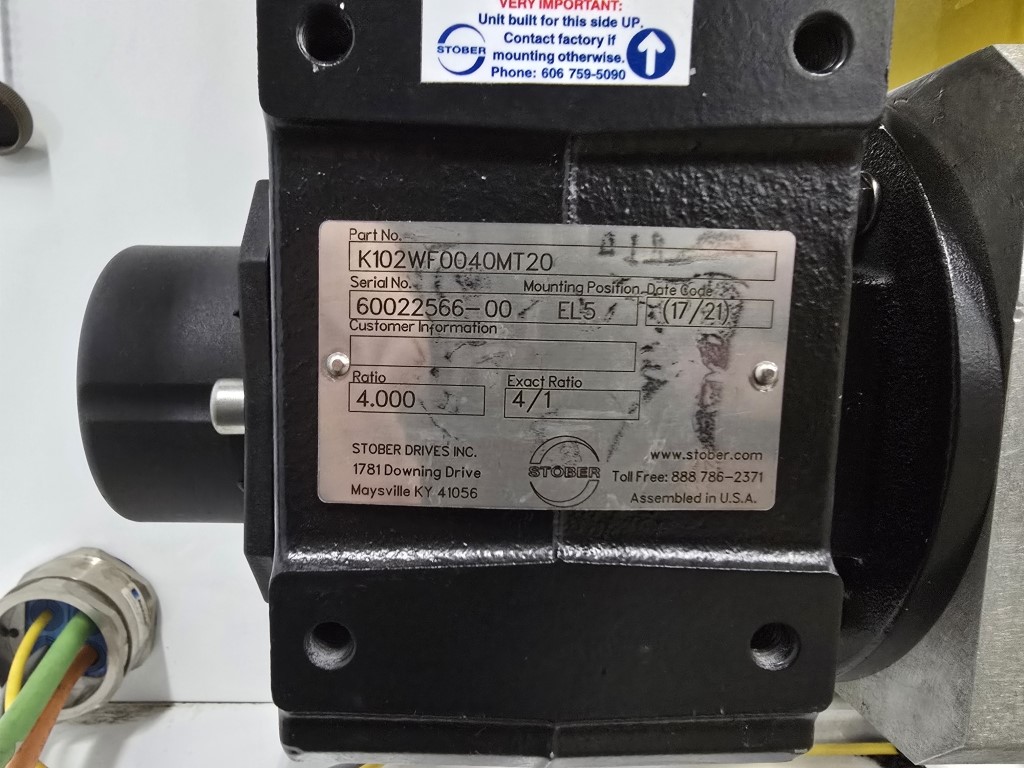 VERY IMPORTANT:
Unit built for this side UP.
Contact factory if
mounting otherwise.
Phone: 606 759-5090
STOBER
Part No.
K102WF0040MT20
Serial No. Mounting Position Date Code
60022566-00 EL5 (17/21)
Customer Information
Ratio Exact Ratio
4.000 4/1
STOBER DRIVES INC.
1781 Downing Drive
Maysville KY 41056
STOBER
www.stober.com
Toll Free: 888 786-2371
Assembled in U.S.A.